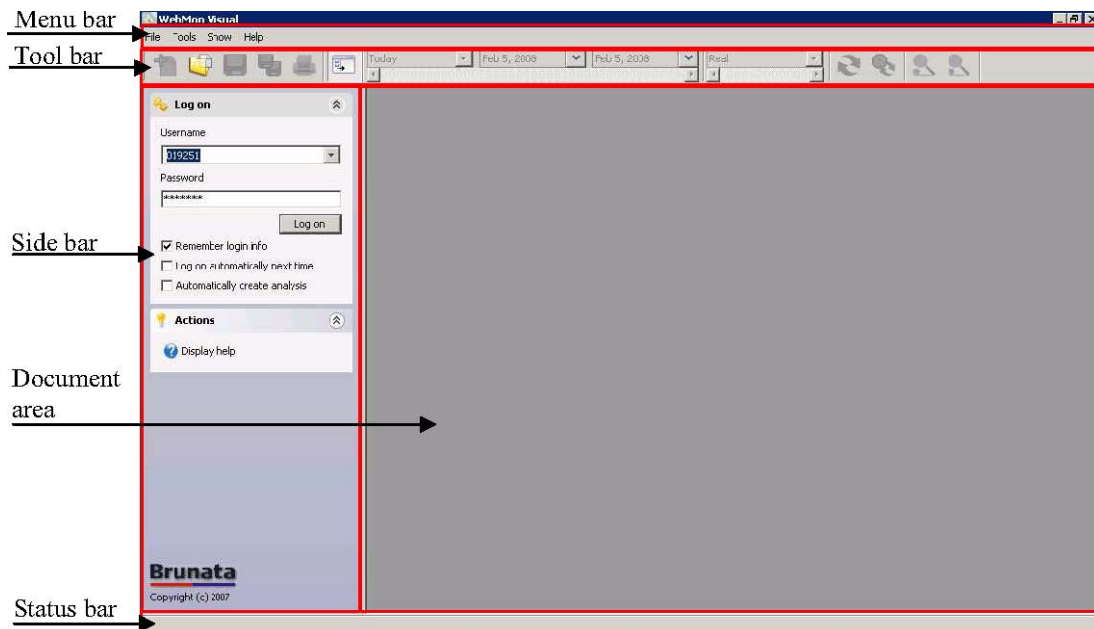 Menu bar
WebMon Visual
File Tools Show Help
Tool bar
Today Feb 5, 2008 Feb 5, 2008 Real
Log on
Username
019251
Password
*******
Log on
Side bar
Remember login info
Log on automatically next time
Automatically create analysis
Actions
Display help
Document
area
Brunata
Copyright (c) 2007
Status bar